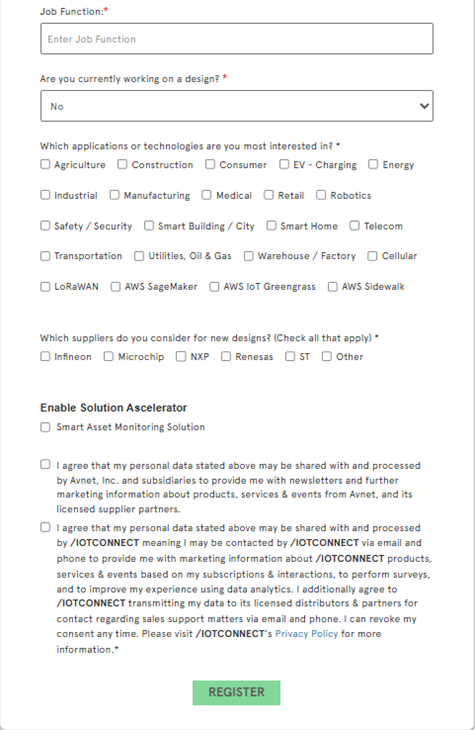 Job Function:*
Enter Job Function
Are you currently working on a design? *
No
Which applications or technologies are you most interested in? *
Agriculture Construction Consumer EV - Charging Energy
Industrial Manufacturing Medical Retail Robotics
Safety / Security Smart Building / City Smart Home Telecom
Transportation Utilities, Oil & Gas Warehouse / Factory Cellular
LoRaWAN AWS SageMaker AWS IoT Greengrass AWS Sidewalk
Which suppliers do you consider for new designs? (Check all that apply) *
Infineon Microchip NXP Renesas ST Other
Enable Solution Ascelerator
Smart Asset Monitoring Solution
I agree that my personal data stated above may be shared with and processed
by Avnet, Inc. and subsidiaries to provide me with newsletters and further
marketing information about products, services & events from Avnet, and its
licensed supplier partners.
I agree that my personal data stated above may be shared with and processed
by /IOTCONNECT meaning I may be contacted by /IOTCONNECT via email and
phone to provide me with marketing information about /IOTCONNECT products,
services & events based on my subscriptions & interactions, to perform surveys,
and to improve my experience using data analytics. I additionally agree to
/IOTCONNECT transmitting my data to its licensed distributors & partners for
contact regarding sales support matters via email and phone. I can revoke my
consent any time. Please visit /IOTCONNECT's Privacy Policy for more
information.*
REGISTER